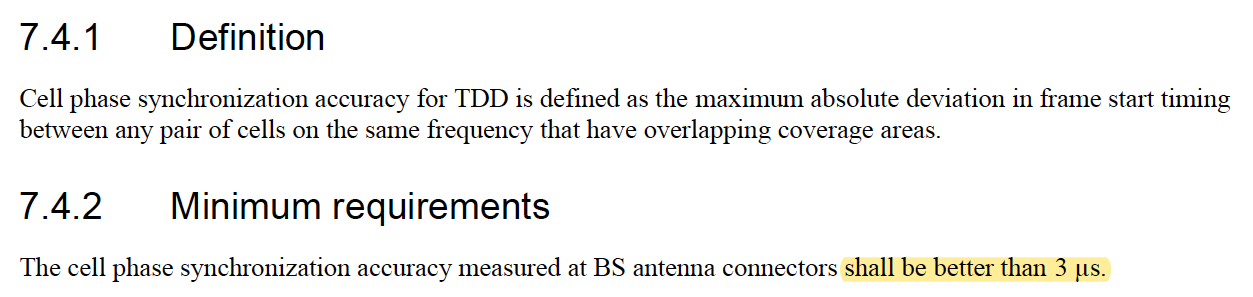 7.4.1 Definition
Cell phase synchronization accuracy for TDD is defined as the maximum absolute deviation in frame start timing
between any pair of cells on the same frequency that have overlapping coverage areas.
7.4.2 Minimum requirements
The cell phase synchronization accuracy measured at BS antenna connectors shall be better than 3 μs.